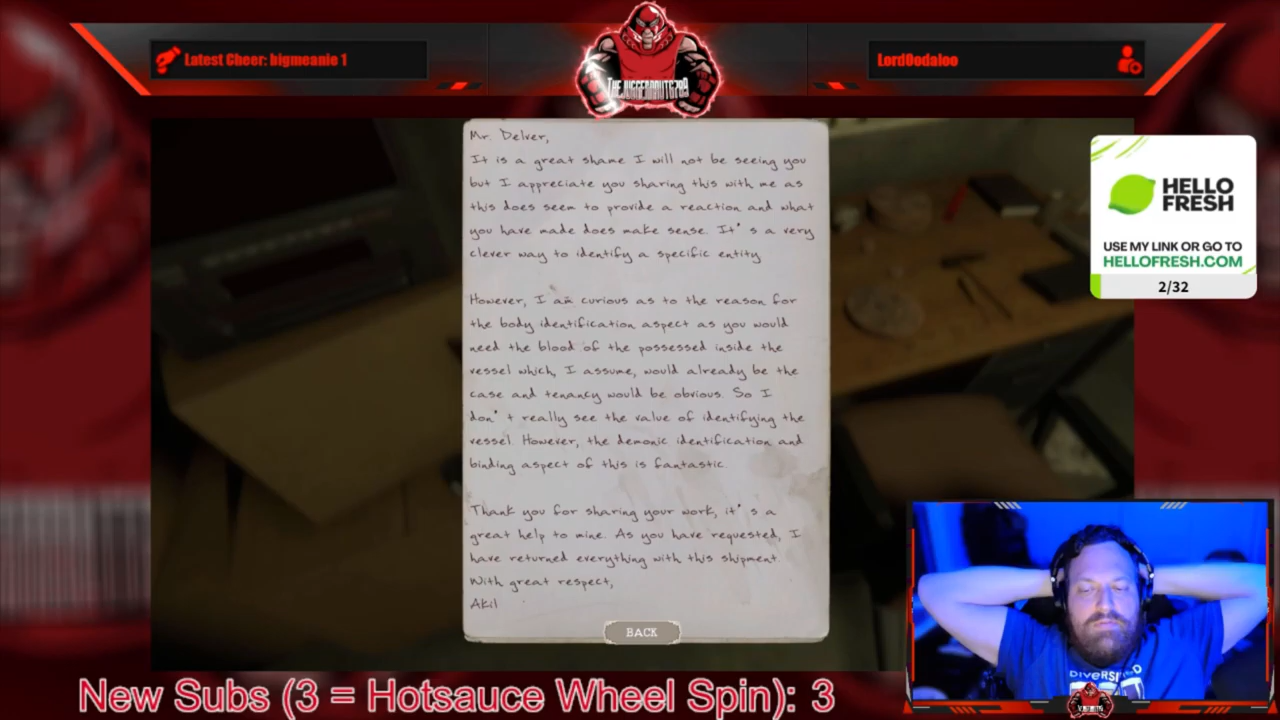 Latest Cheer: bigmeanie 1
LordOodaloo
THEJUGGERNAUT6789
Mr. Delver,
It is a great shame I will not be seeing you
but I appreciate you sharing this with me as
this does seem to provide a reaction and what
you have made does make sense. It's a very
clever way to identify a specific entity
However, I am curious as to the reason for
the body identification aspect as you would
need the blood of the possessed inside the
vessel which, I assume, would already be the
case and tenancy would be obvious. So I
don't really see the value of identifying the
vessel. However, the demonic identification and
binding aspect of this is fantastic.
Thank you for sharing your work, it's a
great help to mine. As you have requested, I
have returned everything with this shipment.
With great respect,
Akil
BACK
HELLO
FRESH
USE MY LINK OR GO TO
HELLOFRESH.COM
2/32
DIVERSIFIED
New Subs (3 = Hotsauce Wheel Spin): 3